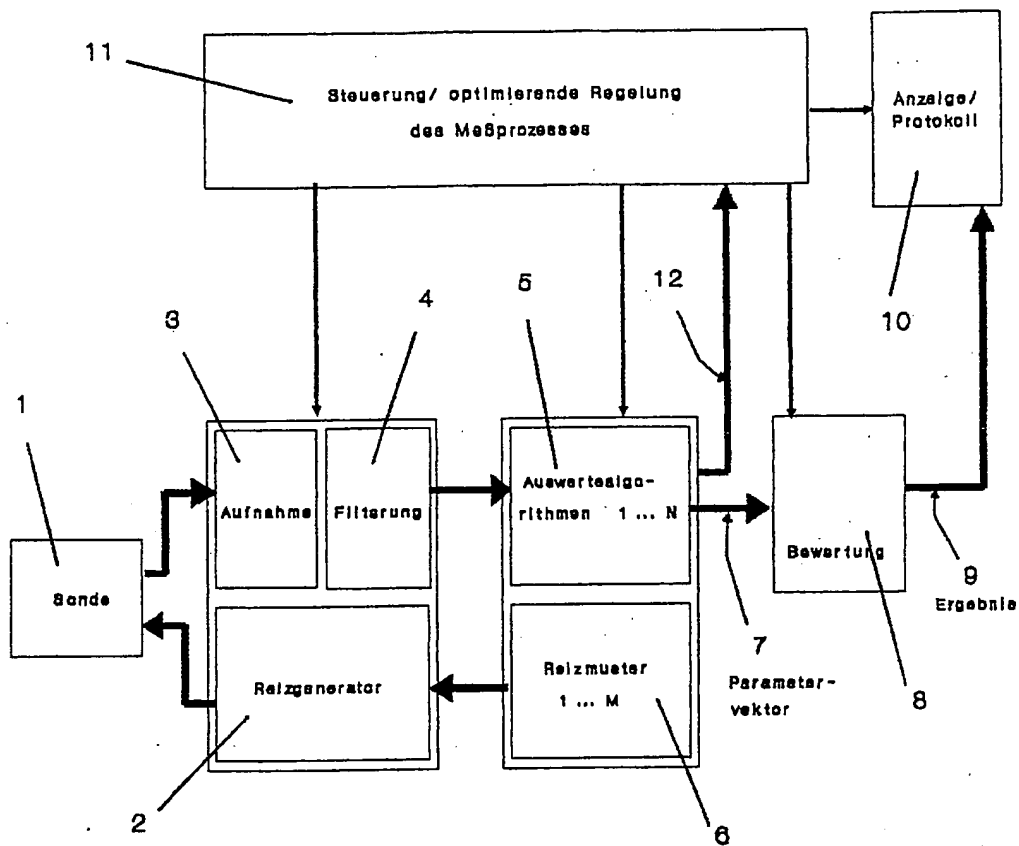 11
Steuerung/ optimierende Regelung
des Meßprozesses
Anzeige/
Protokoll
10
12
3
4
5
1
Aufnahme
Filterung
Auswertealgo-
rithmen 1 ... N
Bewertung
Sonde
9
Ergebnis
7
Parameter-
vektor
8
Reizgenerator
Reizmuster
1 ... M
2
6